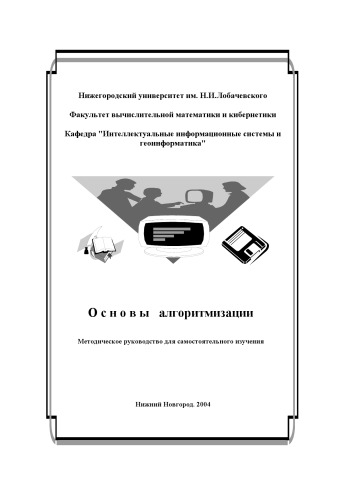 Нижегородский университет им. Н.И.Лобачевского
Факультет вычислительной математики и кибернетики
Кафедра "Интеллектуальные информационные системы и
геоинформатика"
О с н о в ы алгоритмизации
Методическое руководство для самостоятельного изучения
Нижний Новгород. 2004